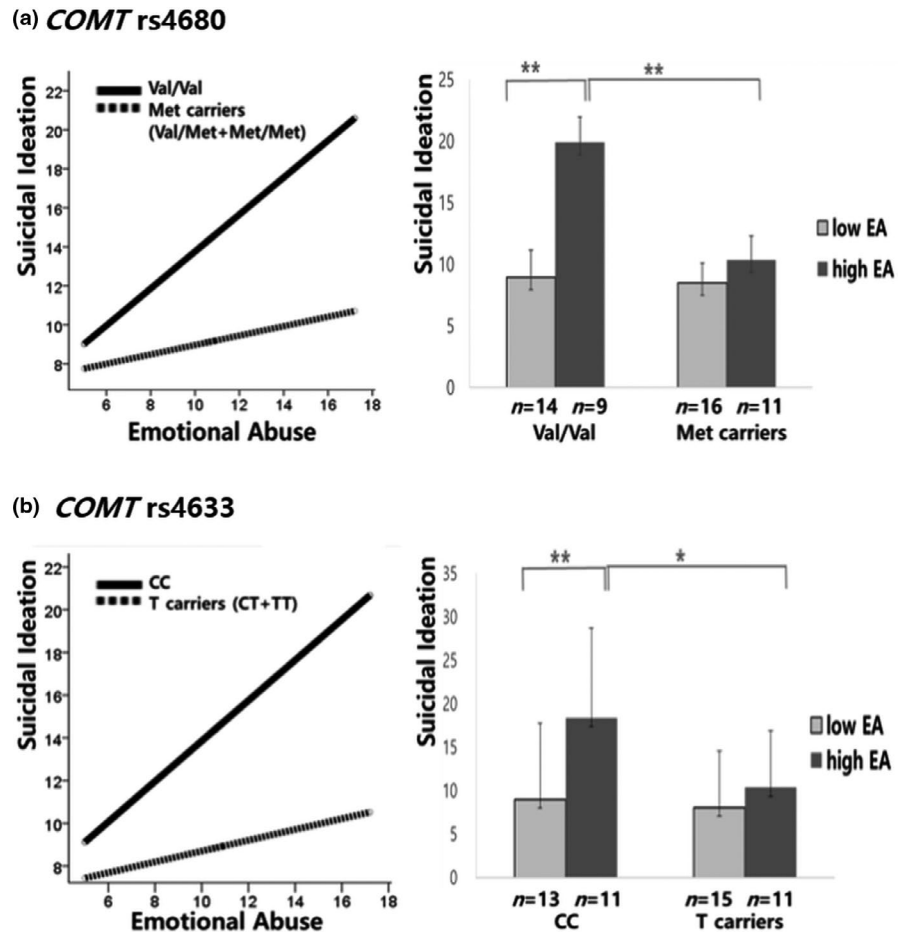 (a) COMT rs4680
Suicidal Ideation
22
20
18
16
14
12
10
8
Val/Val
Met carriers
(Val/Met+Met/Met)
6 8 10 12 14 16 18
Emotional Abuse
Suicidal Ideation
25
20
15
10
5
0
** **
low EA
high EA
n=14 n=9 n=16 n=11
Val/Val Met carriers
(b) COMT rs4633
Suicidal Ideation
22
20
18
16
14
12
10
8
CC
T carriers (CT+TT)
6 8 10 12 14 16 18
Emotional Abuse
Suicidal Ideation
35
30
25
20
15
10
5
0
** *
low EA
high EA
n=13 n=11 n=15 n=11
CC T carriers